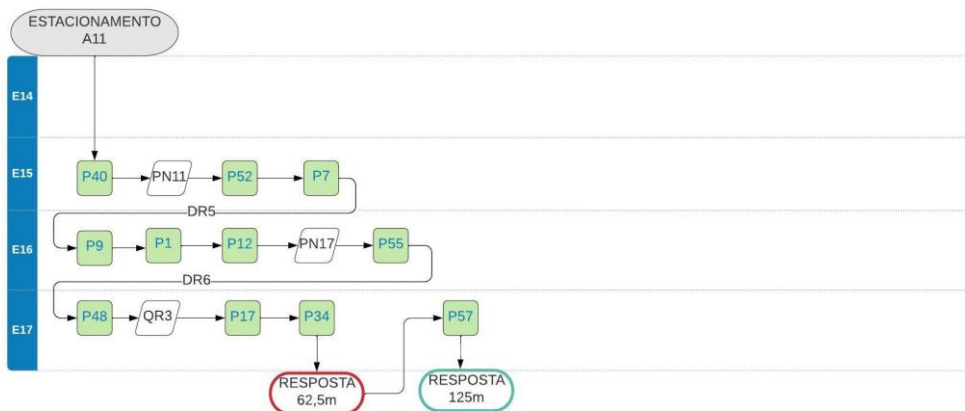 ESTACIONAMENTO
A11
E14
E15
P40
PN11
P52
P7
DR5
E16
P9
P1
P12
PN17
P55
DR6
E17
P48
QR3
P17
P34
P57
RESPOSTA
62,5m
RESPOSTA
125m